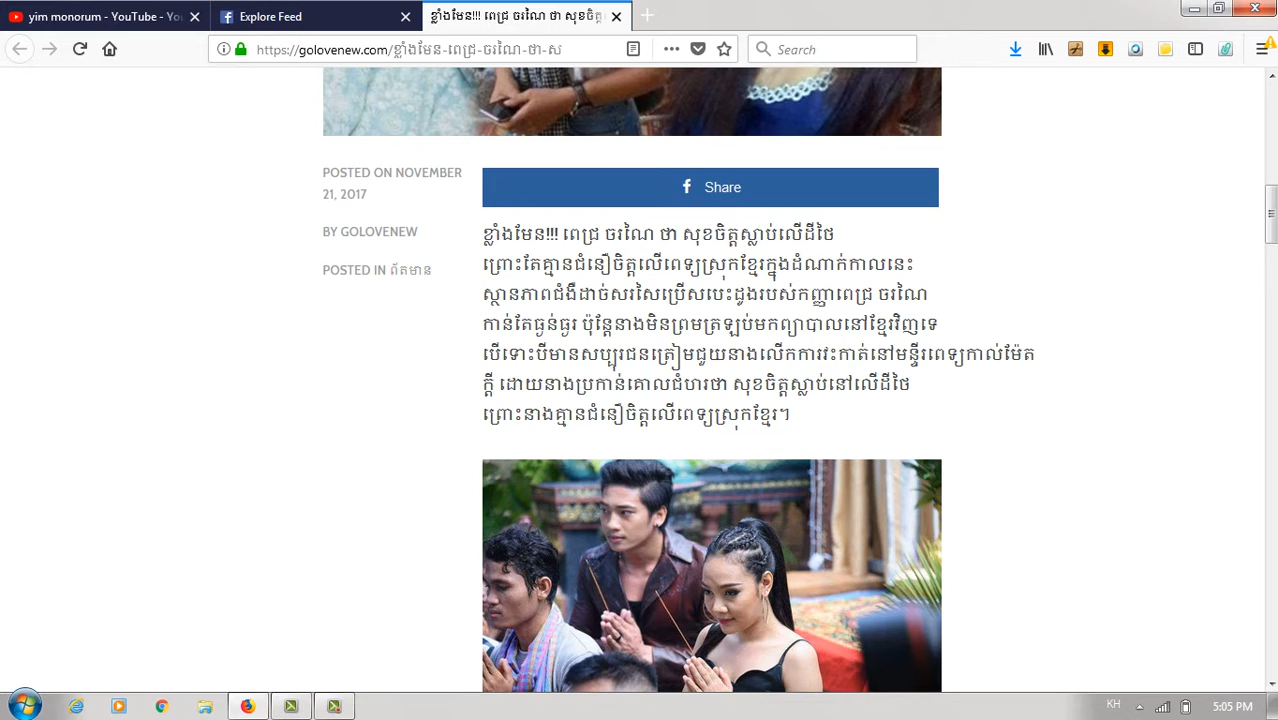 yim monorum - YouTube - You
Explore Feed
ខ្លាំងមែន!!! ពេជ្រ ចរណៃ ថា សុខចិត្ត
https://golovenew.com/ខ្លាំងមែន-ពេជ្រ-ចរណៃ-ថា-ស
Search
POSTED ON NOVEMBER
21, 2017
BY GOLOVENEW
POSTED IN ព័តមាន
Share
ខ្លាំងមែន!!! ពេជ្រ ចរណៃ ថា សុខចិត្តស្លាប់លើដីថៃ
ព្រោះតែគ្មានជំនឿចិត្តលើពេទ្យស្រុកខ្មែរក្នុងដំណាក់កាលនេះ
ស្ថានភាពជំងឺដាច់សរសៃប្រើសបេះដូងរបស់កញ្ញាពេជ្រ ចរណៃ
កាន់តែធ្ងន់ធ្ងរ ប៉ុន្តែនាងមិនព្រមត្រឡប់មកព្យាបាលនៅខ្មែរវិញទេ
បើទោះបីមានសប្បុរជនត្រៀមជួយនាងលើកការវះកាត់នៅមន្ទីរពេទ្យកាល់ម៉ែត
ក្តី ដោយនាងប្រកាន់គោលជំហរថា សុខចិត្តស្លាប់នៅលើដីថៃ
ព្រោះនាងគ្មានជំនឿចិត្តលើពេទ្យស្រុកខ្មែរ។
KH
5:05 PM